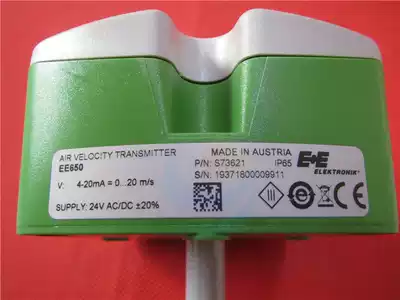 AIR VELOCITY TRANSMITTER
EE650
V: 4-20mA = 0...20 m/s
SUPPLY: 24V AC/DC ±20%
MADE IN AUSTRIA
P/N: S73621 IP65
S/N: 19371800009911
E+E
ELEKTRONIK